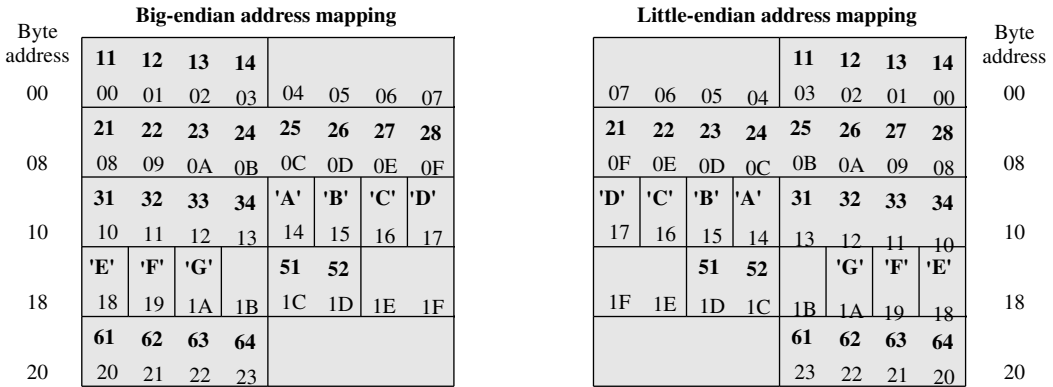 Big-endian address mapping
Byte
address
11 12 13 14
00 00 01 02 03 04 05 06 07
21 22 23 24 25 26 27 28
08 08 09 0A 0B 0C 0D 0E 0F
31 32 33 34 'A' 'B' 'C' 'D'
10 10 11 12 13 14 15 16 17
'E' 'F' 'G' 51 52
18 18 19 1A 1B 1C 1D 1E 1F
61 62 63 64
20 20 21 22 23
Little-endian address mapping
Byte
address
11 12 13 14
07 06 05 04 03 02 01 00 00
21 22 23 24 25 26 27 28
0F 0E 0D 0C 0B 0A 09 08 08
'D' 'C' 'B' 'A' 31 32 33 34
17 16 15 14 13 12 11 10 10
51 52 'G' 'F' 'E'
1F 1E 1D 1C 1B 1A 19 18 18
61 62 63 64
23 22 21 20 20